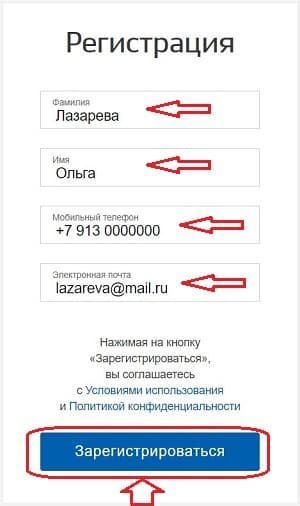 Регистрация
Фамилия
Лазарева
Имя
Ольга
Мобильный телефон
+7 913 0000000
Электронная почта
lazareva@mail.ru
Нажимая на кнопку
«Зарегистрироваться»,
вы соглашаетесь
с Условиями использования
и Политикой конфиденциальности
Зарегистрироваться